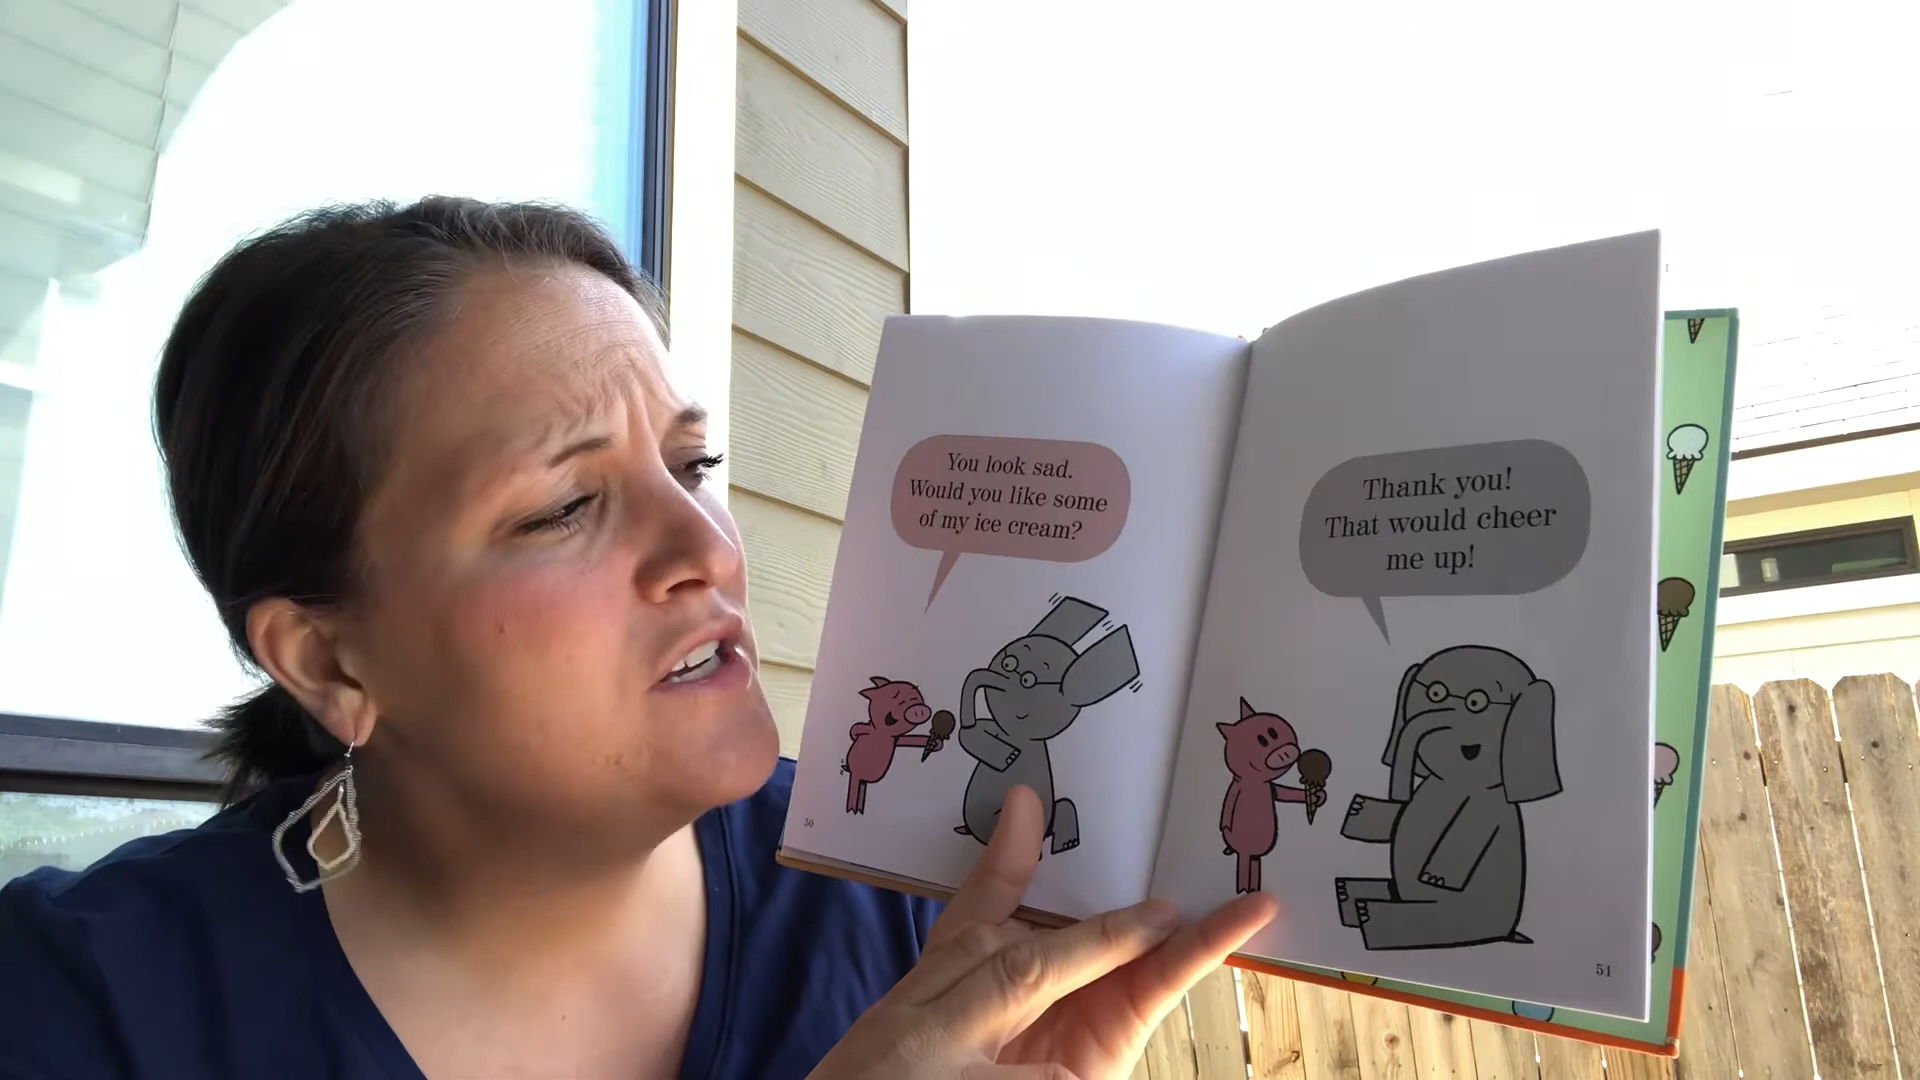 You look sad.
Would you like some
of my ice cream?
50
Thank you!
That would cheer
me up!
51